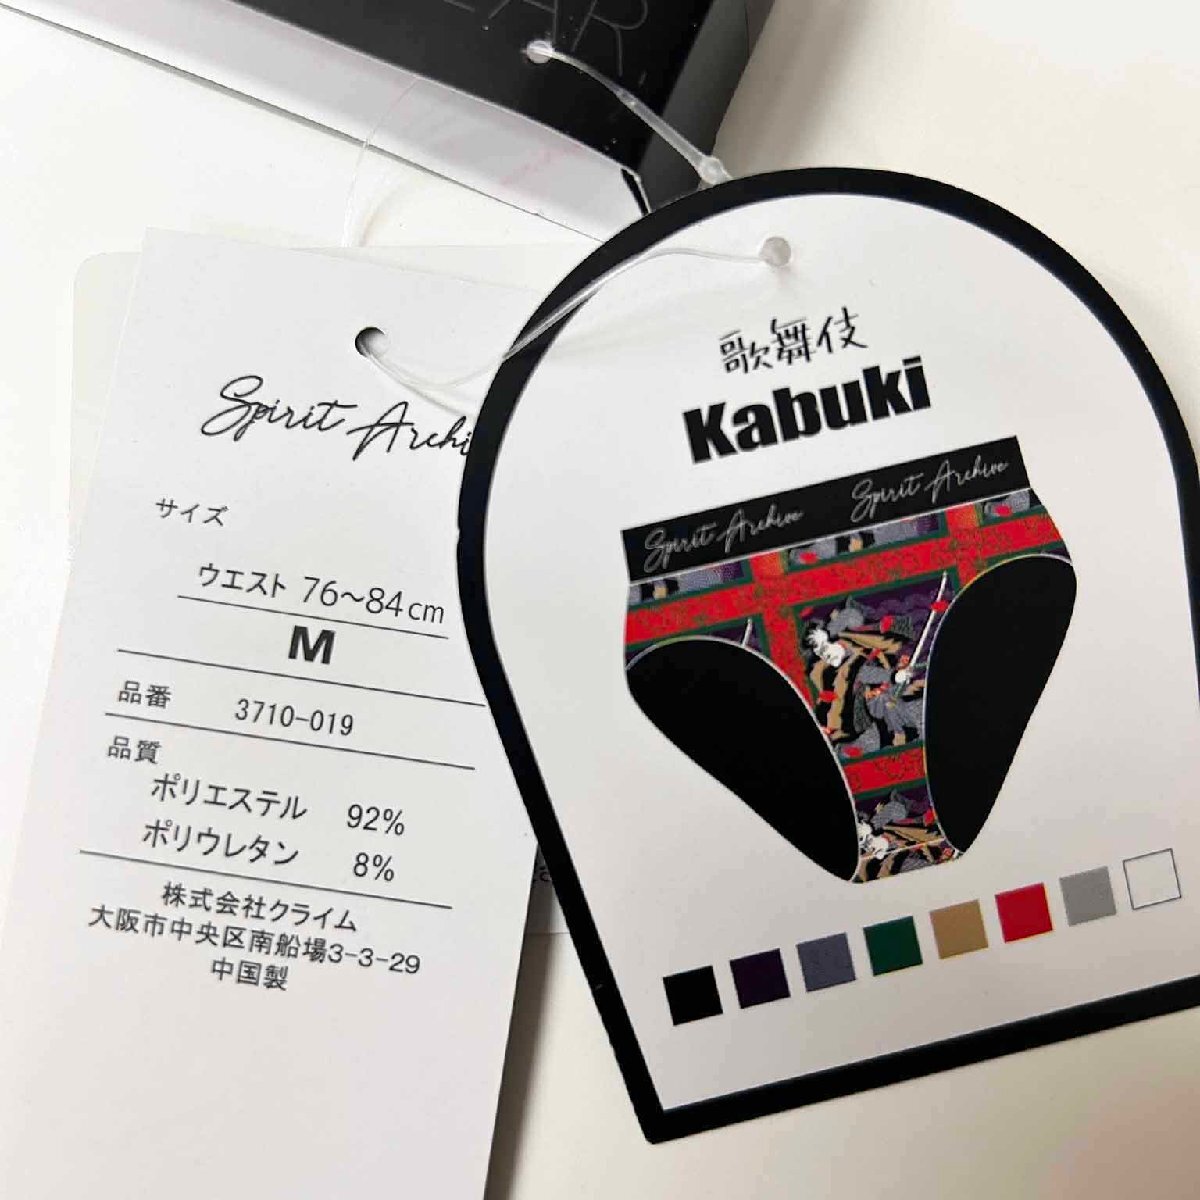 Spirit Archi
サイズ
ウエスト 76～84cm
M
品番 3710-019
品質
ポリエステル 92%
ポリウレタン 8%
株式会社クライム
大阪市中央区南船場3-3-29
中国製
歌舞伎
Kabuki
Spirit Archive Spirit Archive